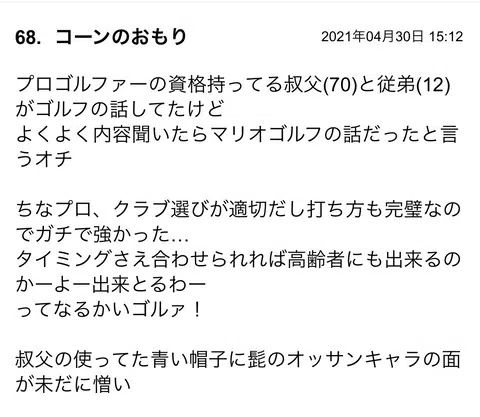 68. コーンのおもり 2021年04月30日 15:12
プロゴルファーの資格持ってる叔父(70)と従弟(12)
がゴルフの話してたけど
よくよく内容聞いたらマリオゴルフの話だったと言
うオチ
ちなプロ、クラブ選びが適切だし打ち方も完璧なの
でガチで強かった…
タイミングさえ合わせられれば高齢者にも出来るの
かーよー出来とるわー
ってなるかいゴルァ！
叔父の使ってた青い帽子に髭のオッサンキャラの面
が未だに憎い